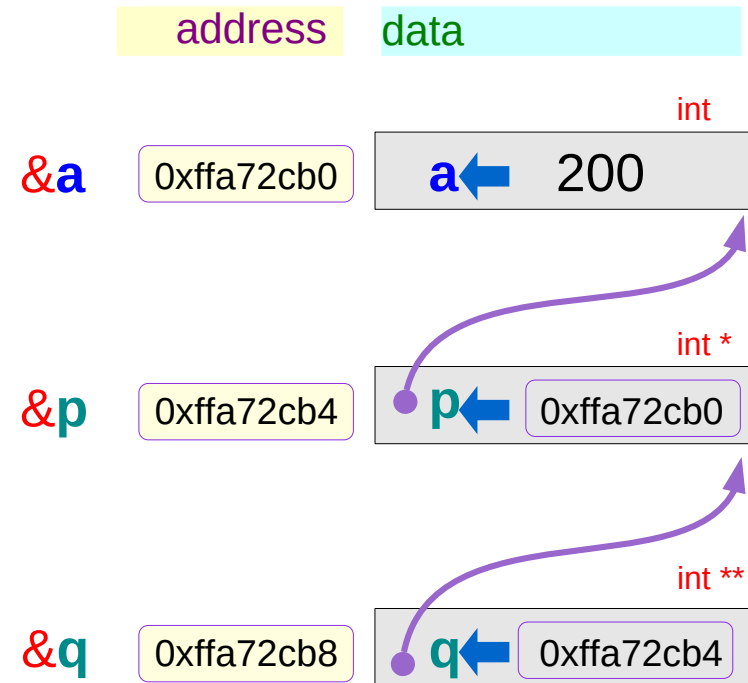 address data
int
&a 0xffa72cb0 a 200
int *
&p 0xffa72cb4 p 0xffa72cb0
int **
&q 0xffa72cb8 q 0xffa72cb4